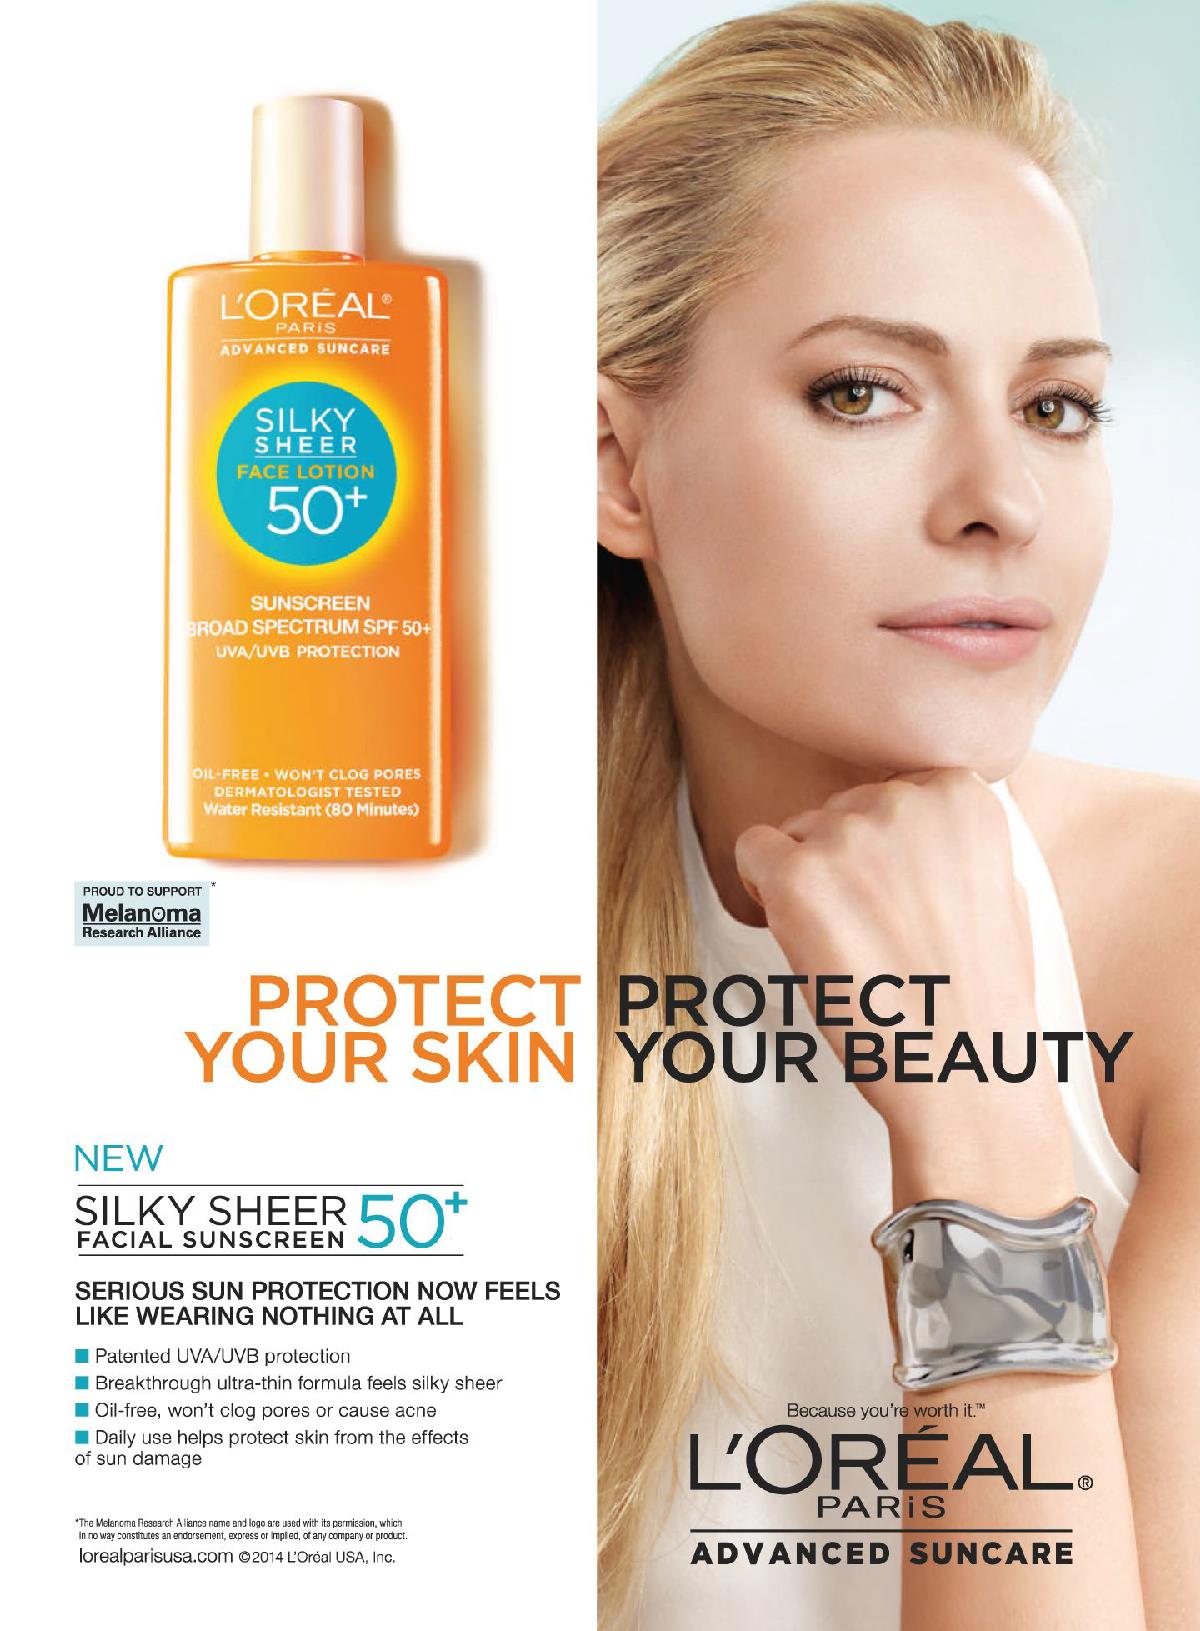 L'ORÉAL®
PARiS
ADVANCED SUNCARE
SILKY
SHEER
FACE LOTION
50+
SUNSCREEN
BROAD SPECTRUM SPF 50+
UVA/UVB PROTECTION
OIL-FREE • WON'T CLOG PORES
DERMATOLOGIST TESTED
Water Resistant (80 Minutes)
PROUD TO SUPPORT *
Melanoma
Research Alliance
PROTECT
YOUR SKIN
PROTECT
YOUR BEAUTY
NEW
SILKY SHEER 50+
FACIAL SUNSCREEN
SERIOUS SUN PROTECTION NOW FEELS
LIKE WEARING NOTHING AT ALL
■ Patented UVA/UVB protection
■ Breakthrough ultra-thin formula feels silky sheer
■ Oil-free, won't clog pores or cause acne
■ Daily use helps protect skin from the effects
of sun damage
*The Melanoma Research Alliance name and logo are used with its permission, which
in no way constitutes an endorsement, express or implied, of any company or product.
lorealparisusa.com ©2014 L'Oréal USA, Inc.
Because you're worth it.™
L'ORÉAL®
PARiS
ADVANCED SUNCARE